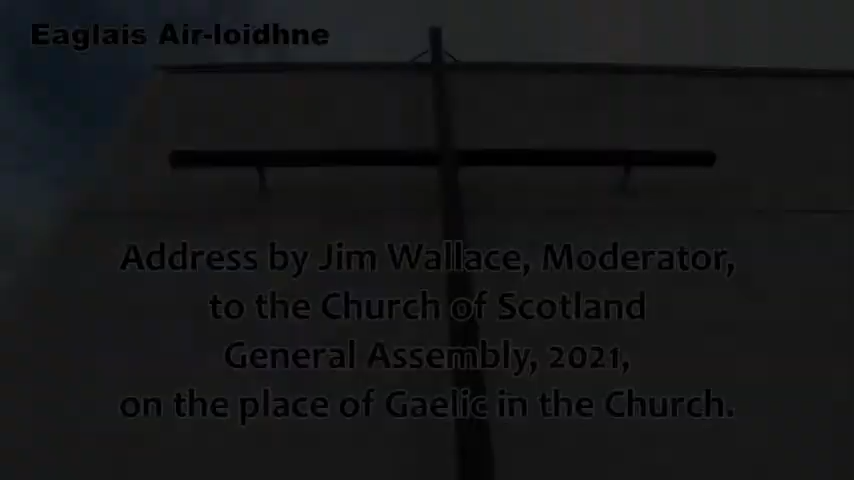 Eaglais Air-loidhne
Address by Jim Wallace, Moderator,
to the Church of Scotland
General Assembly, 2021,
on the place of Gaelic in the Church.